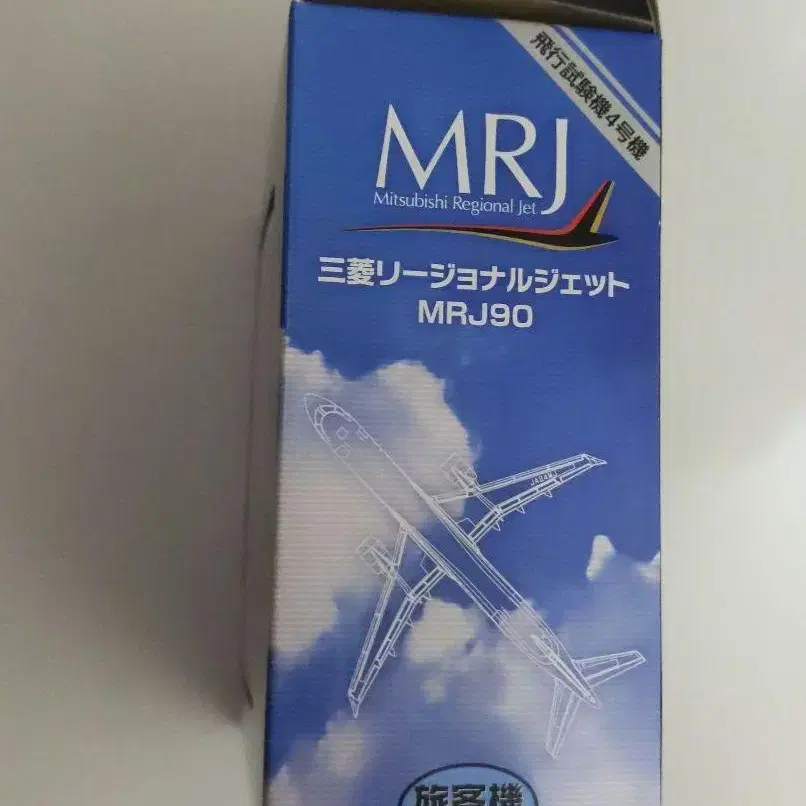 飛行試験機4号機
MRJ
Mitsubishi Regional Jet
三菱リージョナルジェット
MRJ90
旅客機